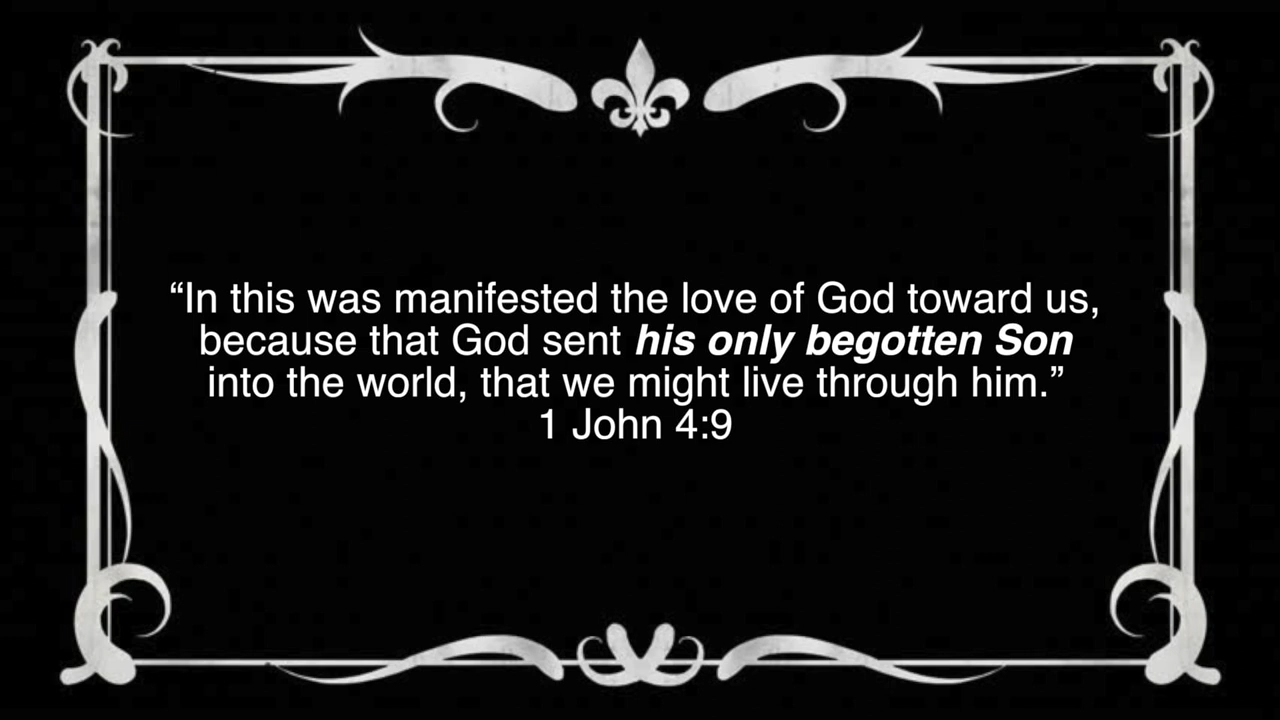 “In this was manifested the love of God toward us,
because that God sent his only begotten Son
into the world, that we might live through him.”
1 John 4:9